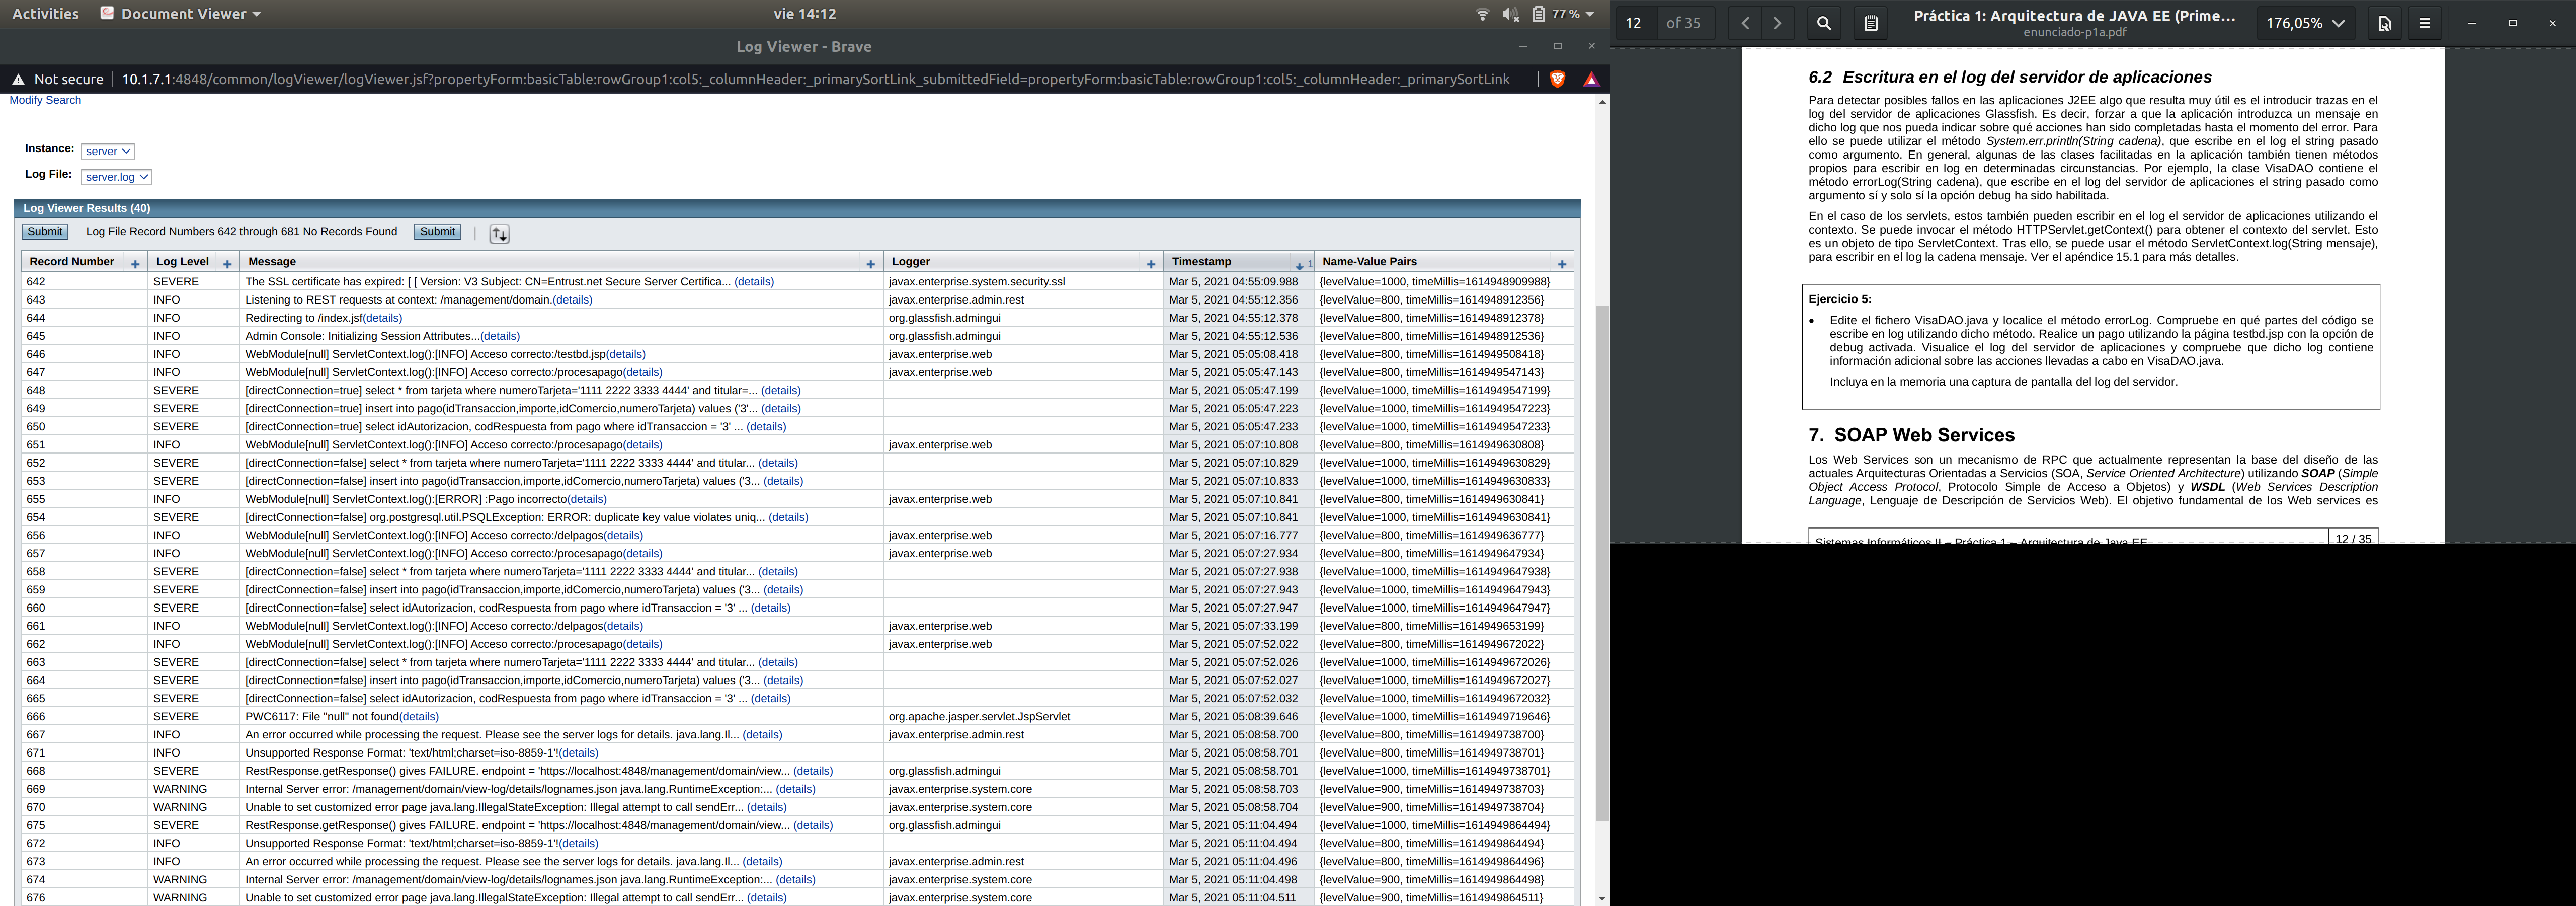 Activities Document Viewer vie 14:12 77 %
Log Viewer - Brave
Not secure 10.1.7.1:4848/common/logViewer/logViewer.jsf?propertyForm:basicTable:rowGroup1:col5:_columnHeader:_primarySortLink_submittedField=propertyForm:basicTable:rowGroup1:col5:_columnHeader:_primarySortLink
Modify Search
Instance: server
Log File: server.log
Log Viewer Results (40)
Submit Log File Record Numbers 642 through 681 No Records Found Submit
Record Number Log Level Message Logger Timestamp 1 Name-Value Pairs
642 SEVERE The SSL certificate has expired: [ [ Version: V3 Subject: CN=Entrust.net Secure Server Certifica... (details) javax.enterprise.system.security.ssl Mar 5, 2021 04:55:09.988 {levelValue=1000, timeMillis=1614948909988}
643 INFO Listening to REST requests at context: /management/domain.(details) javax.enterprise.admin.rest Mar 5, 2021 04:55:12.356 {levelValue=800, timeMillis=1614948912356}
644 INFO Redirecting to /index.jsf(details) org.glassfish.admingui Mar 5, 2021 04:55:12.378 {levelValue=800, timeMillis=1614948912378}
645 INFO Admin Console: Initializing Session Attributes...(details) org.glassfish.admingui Mar 5, 2021 04:55:12.536 {levelValue=800, timeMillis=1614948912536}
646 INFO WebModule[null] ServletContext.log():[INFO] Acceso correcto:/testbd.jsp(details) javax.enterprise.web Mar 5, 2021 05:05:08.418 {levelValue=800, timeMillis=1614949508418}
647 INFO WebModule[null] ServletContext.log():[INFO] Acceso correcto:/procesapago(details) javax.enterprise.web Mar 5, 2021 05:05:47.143 {levelValue=800, timeMillis=1614949547143}
648 SEVERE [directConnection=true] select * from tarjeta where numeroTarjeta='1111 2222 3333 4444' and titular=... (details) Mar 5, 2021 05:05:47.199 {levelValue=1000, timeMillis=1614949547199}
649 SEVERE [directConnection=true] insert into pago(idTransaccion,importe,idComercio,numeroTarjeta) values ('3'... (details) Mar 5, 2021 05:05:47.223 {levelValue=1000, timeMillis=1614949547223}
650 SEVERE [directConnection=true] select idAutorizacion, codRespuesta from pago where idTransaccion = '3' ... (details) Mar 5, 2021 05:05:47.233 {levelValue=1000, timeMillis=1614949547233}
651 INFO WebModule[null] ServletContext.log():[INFO] Acceso correcto:/procesapago(details) javax.enterprise.web Mar 5, 2021 05:07:10.808 {levelValue=800, timeMillis=1614949630808}
652 SEVERE [directConnection=false] select * from tarjeta where numeroTarjeta='1111 2222 3333 4444' and titular... (details) Mar 5, 2021 05:07:10.829 {levelValue=1000, timeMillis=1614949630829}
653 SEVERE [directConnection=false] insert into pago(idTransaccion,importe,idComercio,numeroTarjeta) values ('3... (details) Mar 5, 2021 05:07:10.833 {levelValue=1000, timeMillis=1614949630833}
655 INFO WebModule[null] ServletContext.log():[ERROR] :Pago incorrecto(details) javax.enterprise.web Mar 5, 2021 05:07:10.841 {levelValue=800, timeMillis=1614949630841}
654 SEVERE [directConnection=false] org.postgresql.util.PSQLException: ERROR: duplicate key value violates uniq... (details) Mar 5, 2021 05:07:10.841 {levelValue=1000, timeMillis=1614949630841}
656 INFO WebModule[null] ServletContext.log():[INFO] Acceso correcto:/delpagos(details) javax.enterprise.web Mar 5, 2021 05:07:16.777 {levelValue=800, timeMillis=1614949636777}
657 INFO WebModule[null] ServletContext.log():[INFO] Acceso correcto:/procesapago(details) javax.enterprise.web Mar 5, 2021 05:07:27.934 {levelValue=800, timeMillis=1614949647934}
658 SEVERE [directConnection=false] select * from tarjeta where numeroTarjeta='1111 2222 3333 4444' and titular... (details) Mar 5, 2021 05:07:27.938 {levelValue=1000, timeMillis=1614949647938}
659 SEVERE [directConnection=false] insert into pago(idTransaccion,importe,idComercio,numeroTarjeta) values ('3... (details) Mar 5, 2021 05:07:27.943 {levelValue=1000, timeMillis=1614949647943}
660 SEVERE [directConnection=false] select idAutorizacion, codRespuesta from pago where idTransaccion = '3' ... (details) Mar 5, 2021 05:07:27.947 {levelValue=1000, timeMillis=1614949647947}
661 INFO WebModule[null] ServletContext.log():[INFO] Acceso correcto:/delpagos(details) javax.enterprise.web Mar 5, 2021 05:07:33.199 {levelValue=800, timeMillis=1614949653199}
662 INFO WebModule[null] ServletContext.log():[INFO] Acceso correcto:/procesapago(details) javax.enterprise.web Mar 5, 2021 05:07:52.022 {levelValue=800, timeMillis=1614949672022}
663 SEVERE [directConnection=false] select * from tarjeta where numeroTarjeta='1111 2222 3333 4444' and titular... (details) Mar 5, 2021 05:07:52.026 {levelValue=1000, timeMillis=1614949672026}
664 SEVERE [directConnection=false] insert into pago(idTransaccion,importe,idComercio,numeroTarjeta) values ('3... (details) Mar 5, 2021 05:07:52.027 {levelValue=1000, timeMillis=1614949672027}
665 SEVERE [directConnection=false] select idAutorizacion, codRespuesta from pago where idTransaccion = '3' ... (details) Mar 5, 2021 05:07:52.032 {levelValue=1000, timeMillis=1614949672032}
666 SEVERE PWC6117: File "null" not found(details) org.apache.jasper.servlet.JspServlet Mar 5, 2021 05:08:39.646 {levelValue=1000, timeMillis=1614949719646}
667 INFO An error occurred while processing the request. Please see the server logs for details. java.lang.Il... (details) javax.enterprise.admin.rest Mar 5, 2021 05:08:58.700 {levelValue=800, timeMillis=1614949738700}
671 INFO Unsupported Response Format: 'text/html;charset=iso-8859-1'!(details) Mar 5, 2021 05:08:58.701 {levelValue=800, timeMillis=1614949738701}
668 SEVERE RestResponse.getResponse() gives FAILURE. endpoint = 'https://localhost:4848/management/domain/view... (details) org.glassfish.admingui Mar 5, 2021 05:08:58.701 {levelValue=1000, timeMillis=1614949738701}
669 WARNING Internal Server error: /management/domain/view-log/details/lognames.json java.lang.RuntimeException:... (details) javax.enterprise.system.core Mar 5, 2021 05:08:58.703 {levelValue=900, timeMillis=1614949738703}
670 WARNING Unable to set customized error page java.lang.IllegalStateException: Illegal attempt to call sendErr... (details) javax.enterprise.system.core Mar 5, 2021 05:08:58.704 {levelValue=900, timeMillis=1614949738704}
675 SEVERE RestResponse.getResponse() gives FAILURE. endpoint = 'https://localhost:4848/management/domain/view... (details) org.glassfish.admingui Mar 5, 2021 05:11:04.494 {levelValue=1000, timeMillis=1614949864494}
672 INFO Unsupported Response Format: 'text/html;charset=iso-8859-1'!(details) Mar 5, 2021 05:11:04.494 {levelValue=800, timeMillis=1614949864494}
673 INFO An error occurred while processing the request. Please see the server logs for details. java.lang.Il... (details) javax.enterprise.admin.rest Mar 5, 2021 05:11:04.496 {levelValue=800, timeMillis=1614949864496}
674 WARNING Internal Server error: /management/domain/view-log/details/lognames.json java.lang.RuntimeException:... (details) javax.enterprise.system.core Mar 5, 2021 05:11:04.498 {levelValue=900, timeMillis=1614949864498}
676 WARNING Unable to set customized error page java.lang.IllegalStateException: Illegal attempt to call sendErr... (details) javax.enterprise.system.core Mar 5, 2021 05:11:04.511 {levelValue=900, timeMillis=1614949864511}
12 of 35 Práctica 1: Arquitectura de JAVA EE (Prime... 176,05%
enunciado-p1a.pdf
6.2 Escritura en el log del servidor de aplicaciones
Para detectar posibles fallos en las aplicaciones J2EE algo que resulta muy útil es el introducir trazas en el
log del servidor de aplicaciones Glassfish. Es decir, forzar a que la aplicación introduzca un mensaje en
dicho log que nos pueda indicar sobre qué acciones han sido completadas hasta el momento del error. Para
ello se puede utilizar el método System.err.println(String cadena), que escribe en el log el string pasado
como argumento. En general, algunas de las clases facilitadas en la aplicación también tienen métodos
propios para escribir en log en determinadas circunstancias. Por ejemplo, la clase VisaDAO contiene el
método errorLog(String cadena), que escribe en el log del servidor de aplicaciones el string pasado como
argumento sí y solo sí la opción debug ha sido habilitada.
En el caso de los servlets, estos también pueden escribir en el log el servidor de aplicaciones utilizando el
contexto. Se puede invocar el método HTTPServlet.getContext() para obtener el contexto del servlet. Esto
es un objeto de tipo ServletContext. Tras ello, se puede usar el método ServletContext.log(String mensaje),
para escribir en el log la cadena mensaje. Ver el apéndice 15.1 para más detalles.
Ejercicio 5:
• Edite el fichero VisaDAO.java y localice el método errorLog. Compruebe en qué partes del código se
escribe en log utilizando dicho método. Realice un pago utilizando la página testbd.jsp con la opción de
debug activada. Visualice el log del servidor de aplicaciones y compruebe que dicho log contiene
información adicional sobre las acciones llevadas a cabo en VisaDAO.java.
Incluya en la memoria una captura de pantalla del log del servidor.
7. SOAP Web Services
Los Web Services son un mecanismo de RPC que actualmente representan la base del diseño de las
actuales Arquitecturas Orientadas a Servicios (SOA, Service Oriented Architecture) utilizando SOAP (Simple
Object Access Protocol, Protocolo Simple de Acceso a Objetos) y WSDL (Web Services Description
Language, Lenguaje de Descripción de Servicios Web). El objetivo fundamental de los Web services es
Sistemas Informáticos II – Práctica 1 – Arquitectura de Java EE 12 / 35